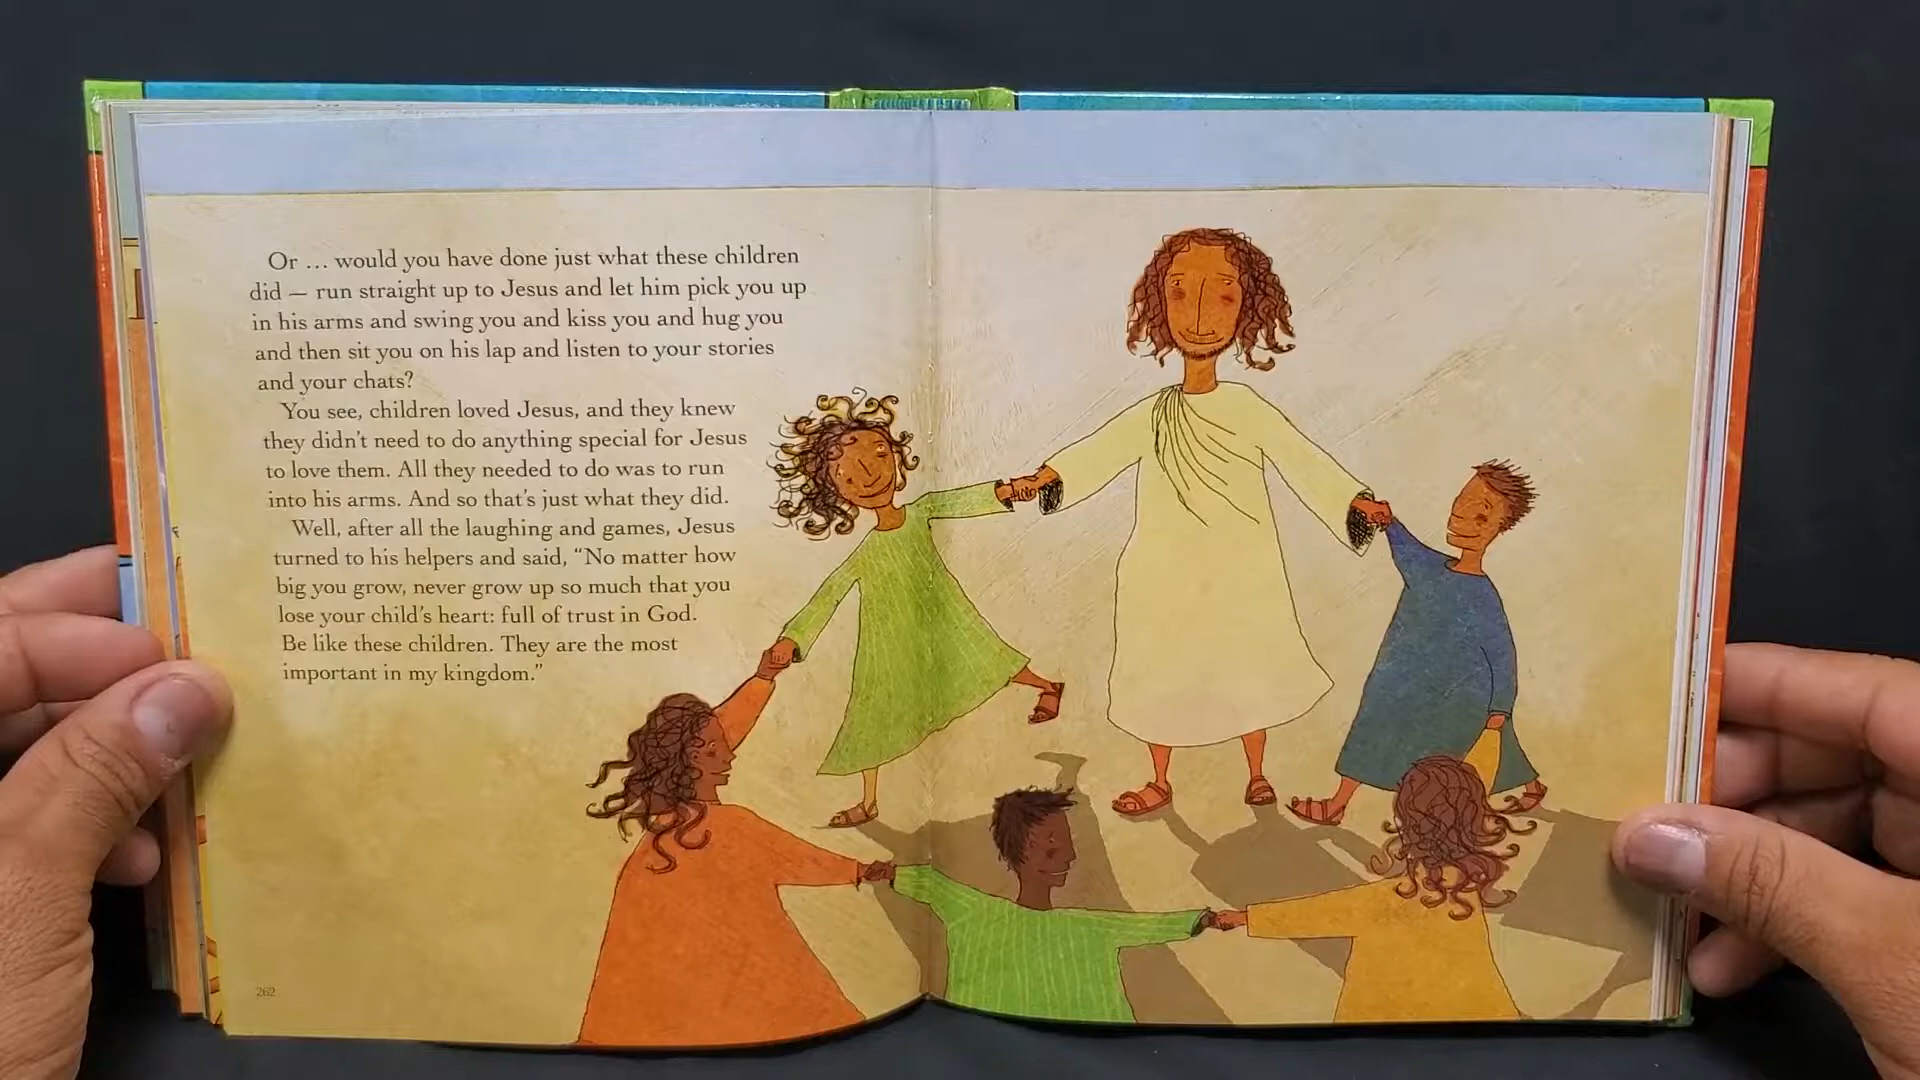 Or … would you have done just what these children
did — run straight up to Jesus and let him pick you up
in his arms and swing you and kiss you and hug you
and then sit you on his lap and listen to your stories
and your chats?
You see, children loved Jesus, and they knew
they didn’t need to do anything special for Jesus
to love them. All they needed to do was to run
into his arms. And so that’s just what they did.
Well, after all the laughing and games, Jesus
turned to his helpers and said, “No matter how
big you grow, never grow up so much that you
lose your child’s heart: full of trust in God.
Be like these children. They are the most
important in my kingdom.”
262